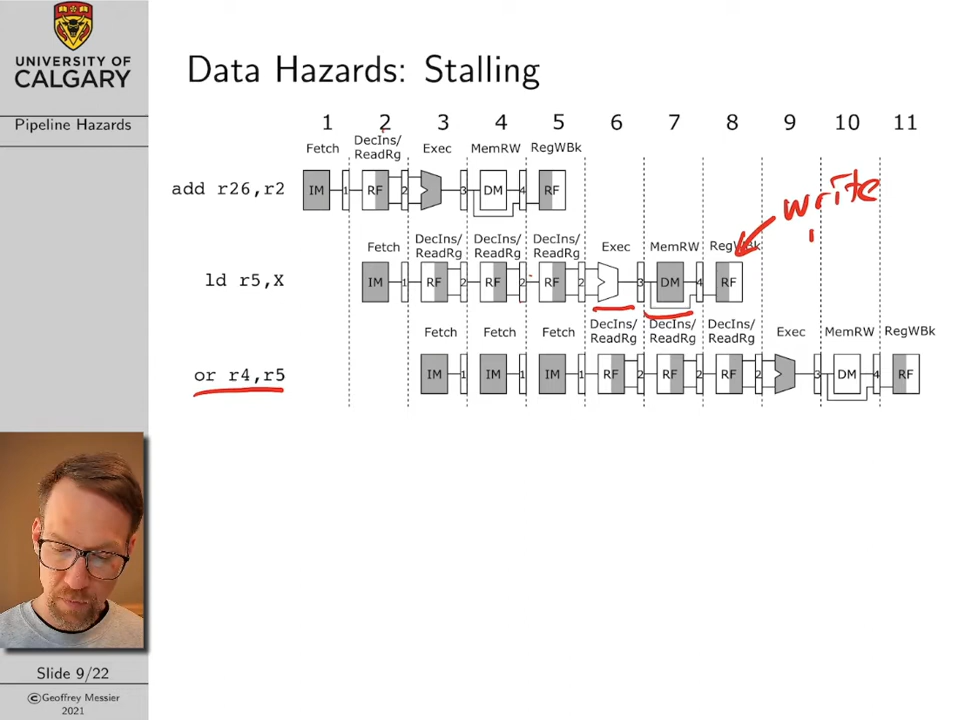 UNIVERSITY OF
CALGARY
Pipeline Hazards
Data Hazards: Stalling
1 2 3 4 5 6 7 8 9 10 11
Fetch DecIns/ReadRg Exec MemRW RegWBk
add r26,r2 IM 1 RF 2 3 DM 4 RF
write
Fetch DecIns/ReadRg DecIns/ReadRg DecIns/ReadRg Exec MemRW RegWBk
ld r5,X IM 1 RF 2 RF 2 RF 2 3 DM 4 RF
Fetch Fetch Fetch DecIns/ReadRg DecIns/ReadRg DecIns/ReadRg Exec MemRW RegWBk
or r4,r5 IM 1 IM 1 IM 1 RF 2 RF 2 RF 2 3 DM 4 RF
Slide 9/22
©Geoffrey Messier
2021